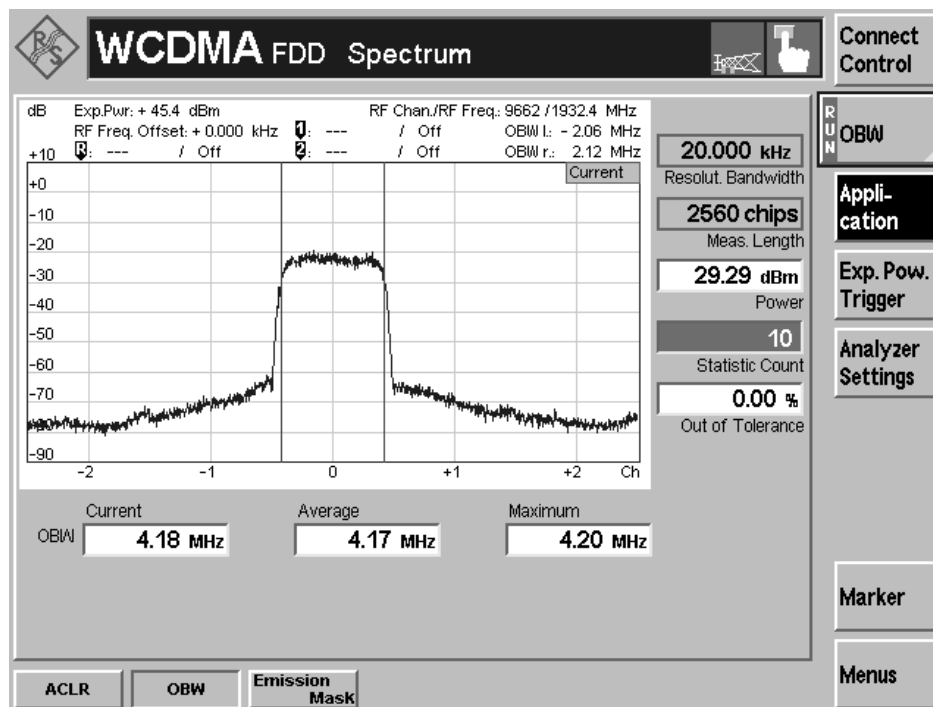 R&S
WCDMA FDD Spectrum
Connect
Control
dB Exp.Pwr: + 45.4 dBm RF Chan./RF Freq.: 9662 / 1932.4 MHz
RF Freq. Offset: + 0.000 kHz 1: --- / Off OBW l.: - 2.06 MHz
R: --- / Off 2: --- / Off OBW r.: 2.12 MHz
Current
+10
+0
-10
-20
-30
-40
-50
-60
-70
-80
-90
-2 -1 0 +1 +2 Ch
20.000 kHz
Resolut. Bandwidth
2560 chips
Meas. Length
29.29 dBm
Power
10
Statistic Count
0.00 %
Out of Tolerance
RUN
OBW
Appli-
cation
Exp. Pow.
Trigger
Analyzer
Settings
Current Average Maximum
OBW 4.18 MHz 4.17 MHz 4.20 MHz
Marker
Menus
ACLR
OBW
Emission
Mask